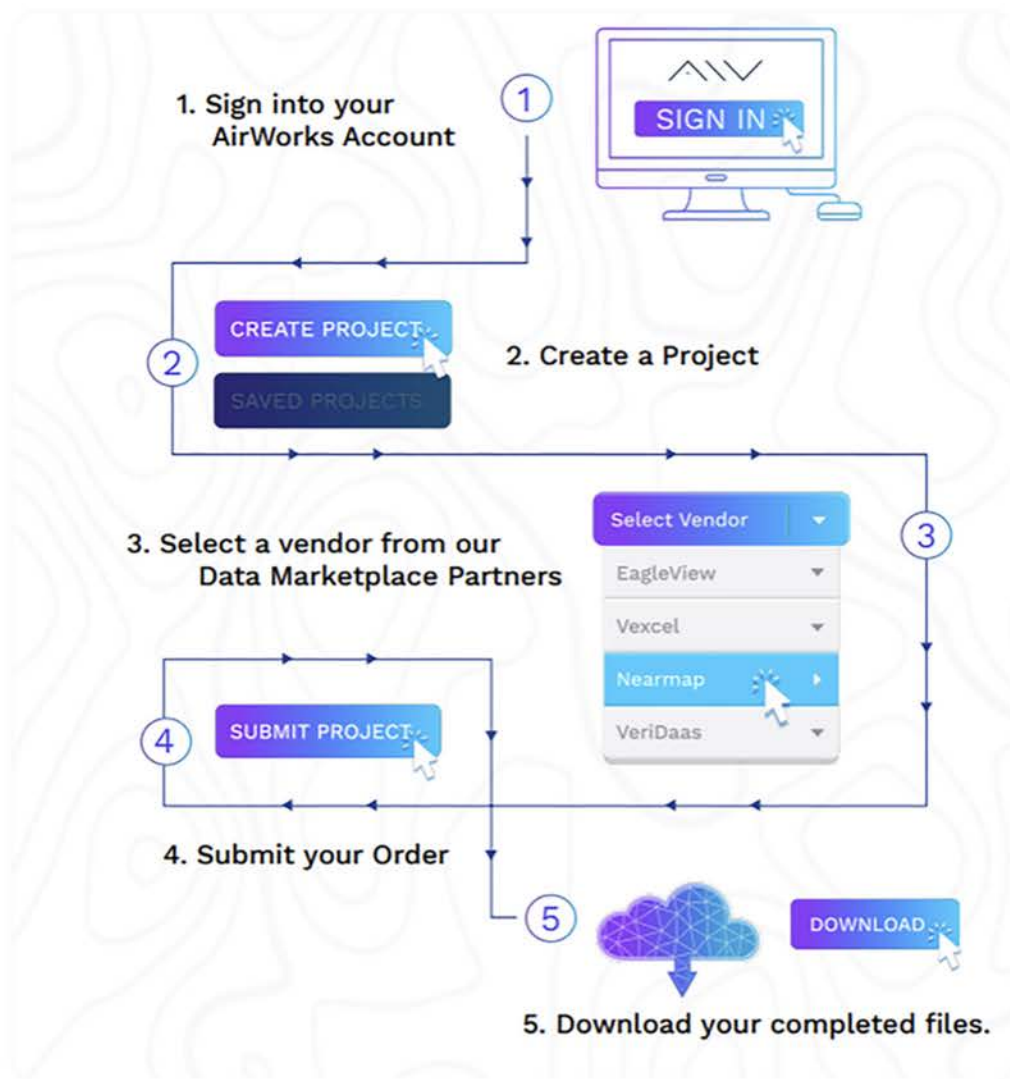 1. Sign into your
AirWorks Account
1
SIGN IN
CREATE PROJECT
SAVED PROJECTS
2
2. Create a Project
3. Select a vendor from our
Data Marketplace Partners
Select Vendor
EagleView
Vexcel
Nearmap
VeriDaas
3
4
SUBMIT PROJECT
4. Submit your Order
5
DOWNLOAD
5. Download your completed files.